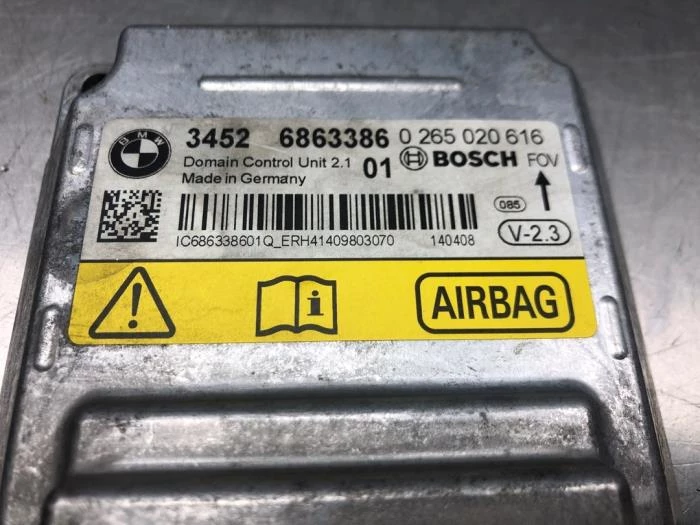 BMW
3452 6863386 0 265 020 616
Domain Control Unit 2.1 01 BOSCH FOV
Made in Germany
085
V-2.3
IC686338601Q_ERH41409803070 140408
i
AIRBAG